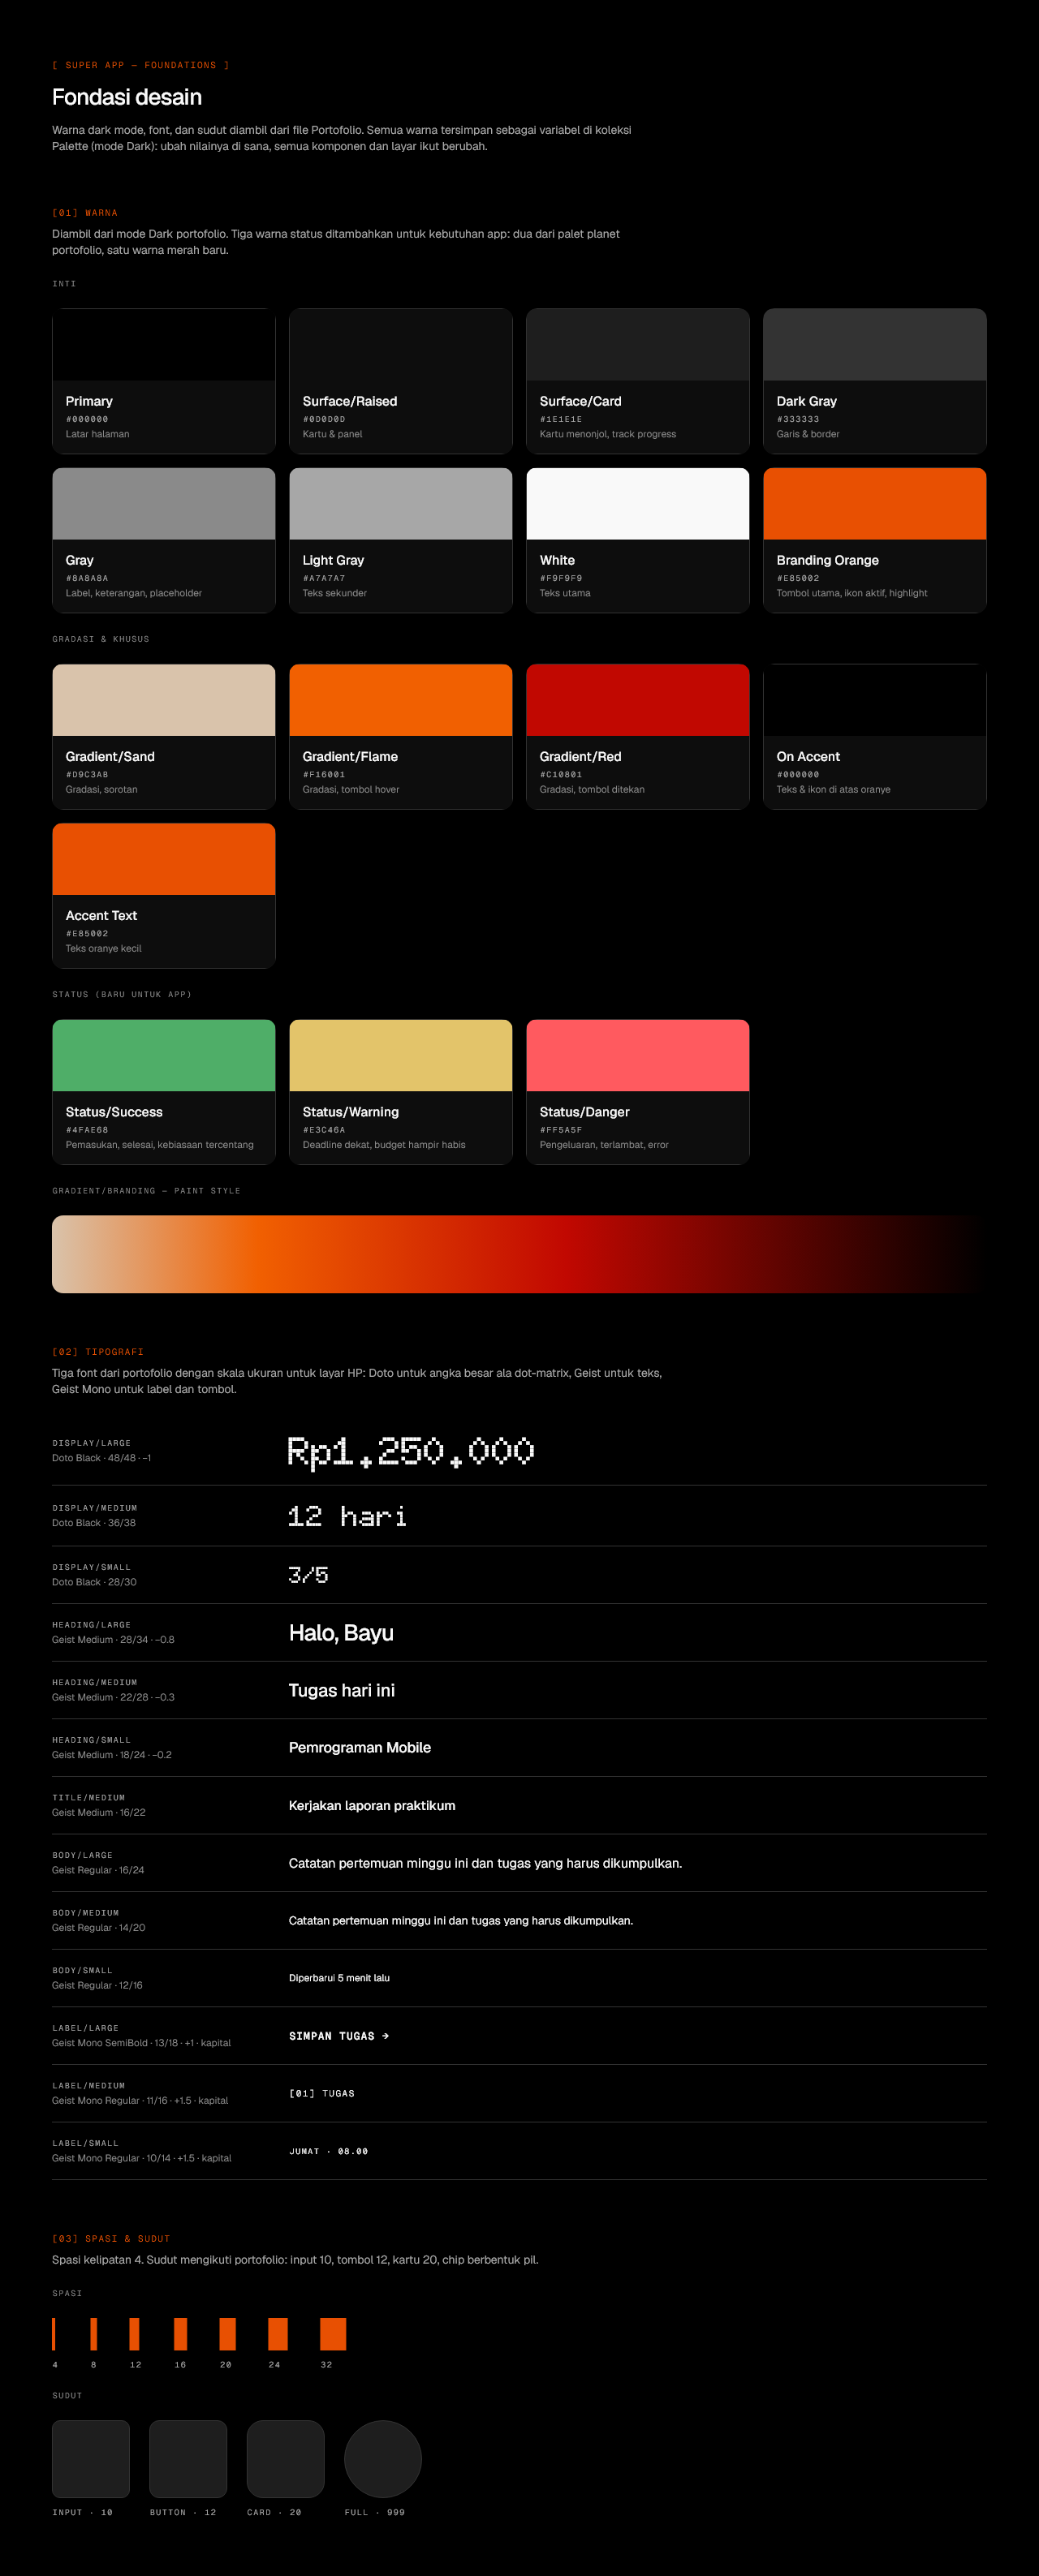 [ SUPER APP — FOUNDATIONS ]
Fondasi desain
Warna dark mode, font, dan sudut diambil dari file Portofolio. Semua warna tersimpan sebagai variabel di koleksi
Palette (mode Dark): ubah nilainya di sana, semua komponen dan layar ikut berubah.
[01] WARNA
Diambil dari mode Dark portofolio. Tiga warna status ditambahkan untuk kebutuhan app: dua dari palet planet
portofolio, satu warna merah baru.
INTI
Primary
#000000
Latar halaman
Surface/Raised
#0D0D0D
Kartu & panel
Surface/Card
#1E1E1E
Kartu menonjol, track progress
Dark Gray
#333333
Garis & border
Gray
#8A8A8A
Label, keterangan, placeholder
Light Gray
#A7A7A7
Teks sekunder
White
#F9F9F9
Teks utama
Branding Orange
#E85002
Tombol utama, ikon aktif, highlight
GRADASI & KHUSUS
Gradient/Sand
#D9C3AB
Gradasi, sorotan
Gradient/Flame
#F16001
Gradasi, tombol hover
Gradient/Red
#C10801
Gradasi, tombol ditekan
On Accent
#000000
Teks & ikon di atas oranye
Accent Text
#E85002
Teks oranye kecil
STATUS (BARU UNTUK APP)
Status/Success
#4FAE68
Pemasukan, selesai, kebiasaan tercentang
Status/Warning
#E3C46A
Deadline dekat, budget hampir habis
Status/Danger
#FF5A5F
Pengeluaran, terlambat, error
GRADIENT/BRANDING — PAINT STYLE
[02] TIPOGRAFI
Tiga font dari portofolio dengan skala ukuran untuk layar HP: Doto untuk angka besar ala dot-matrix, Geist untuk teks,
Geist Mono untuk label dan tombol.
DISPLAY/LARGE
Doto Black · 48/48 · −1
Rp1.250.000
DISPLAY/MEDIUM
Doto Black · 36/38
12 hari
DISPLAY/SMALL
Doto Black · 28/30
3/5
HEADING/LARGE
Geist Medium · 28/34 · −0.8
Halo, Bayu
HEADING/MEDIUM
Geist Medium · 22/28 · −0.3
Tugas hari ini
HEADING/SMALL
Geist Medium · 18/24 · −0.2
Pemrograman Mobile
TITLE/MEDIUM
Geist Medium · 16/22
Kerjakan laporan praktikum
BODY/LARGE
Geist Regular · 16/24
Catatan pertemuan minggu ini dan tugas yang harus dikumpulkan.
BODY/MEDIUM
Geist Regular · 14/20
Catatan pertemuan minggu ini dan tugas yang harus dikumpulkan.
BODY/SMALL
Geist Regular · 12/16
Diperbarui 5 menit lalu
LABEL/LARGE
Geist Mono SemiBold · 13/18 · +1 · kapital
SIMPAN TUGAS →
LABEL/MEDIUM
Geist Mono Regular · 11/16 · +1.5 · kapital
[01] TUGAS
LABEL/SMALL
Geist Mono Regular · 10/14 · +1.5 · kapital
JUMAT · 08.00
[03] SPASI & SUDUT
Spasi kelipatan 4. Sudut mengikuti portofolio: input 10, tombol 12, kartu 20, chip berbentuk pil.
SPASI
4 8 12 16 20 24 32
SUDUT
INPUT · 10 BUTTON · 12 CARD · 20 FULL · 999